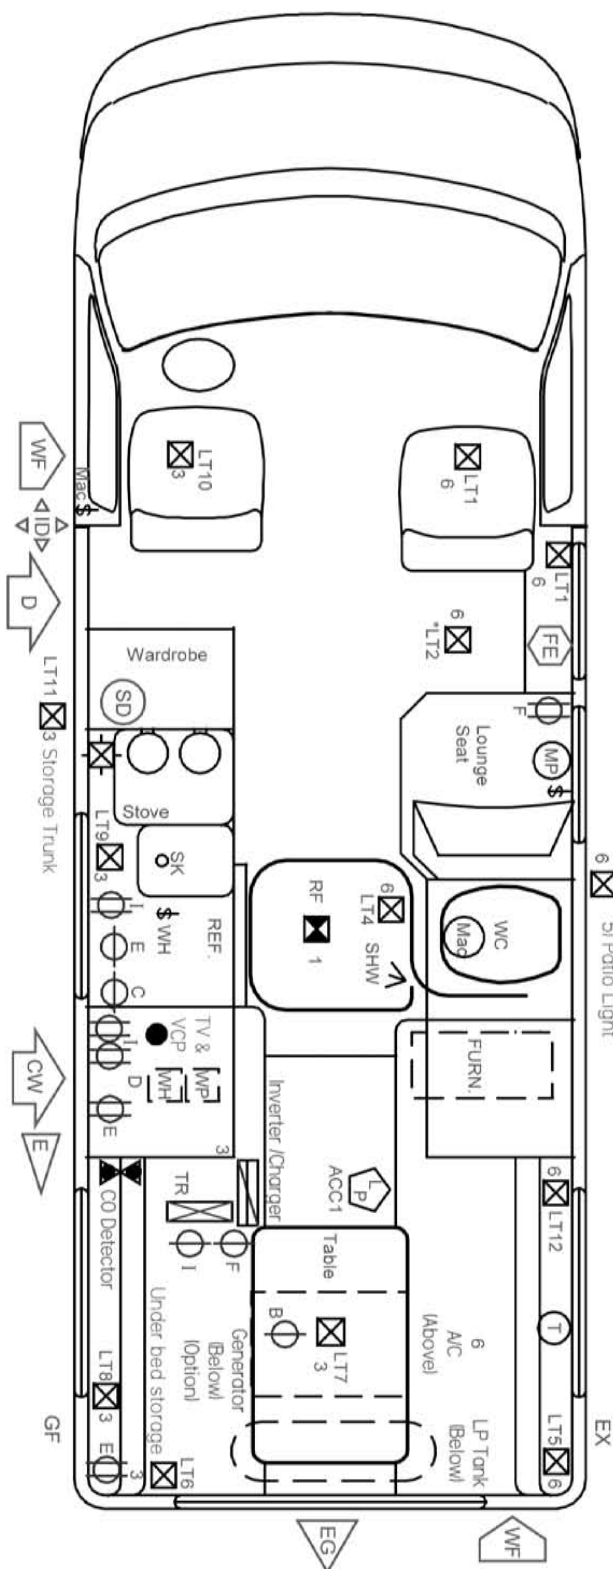 WF
Mac $
ID
D
LT10
3
LT1
6
LT1
6
6
*LT2
FE
F
MP
$
Lounge
Seat
Wardrobe
SD
LT11
3 Storage Trunk
Stove
LT9
3
SK
I
$ WH
E
C
REF.
RF
1
6
LT4
SHW
WC
Mac
6
5) Patio Light
TV &
VCP
I
D
WH
WP
E
3
CW
E
FURN.
Inverter /Charger
LP
ACC1
TR
I
F
CO Detector
6
LT12
T
Table
B
LT7
3
6
A/C
(Above)
LP Tank
(Below)
Generator
(Below)
(Option)
Under bed storage
LT8
3
E
3
LT6
LT5
6
GF
EX
EG
WF